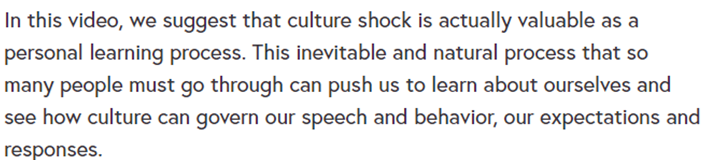 In this video, we suggest that culture shock is actually valuable as a
personal learning process. This inevitable and natural process that so
many people must go through can push us to learn about ourselves and
see how culture can govern our speech and behavior, our expectations and
responses.